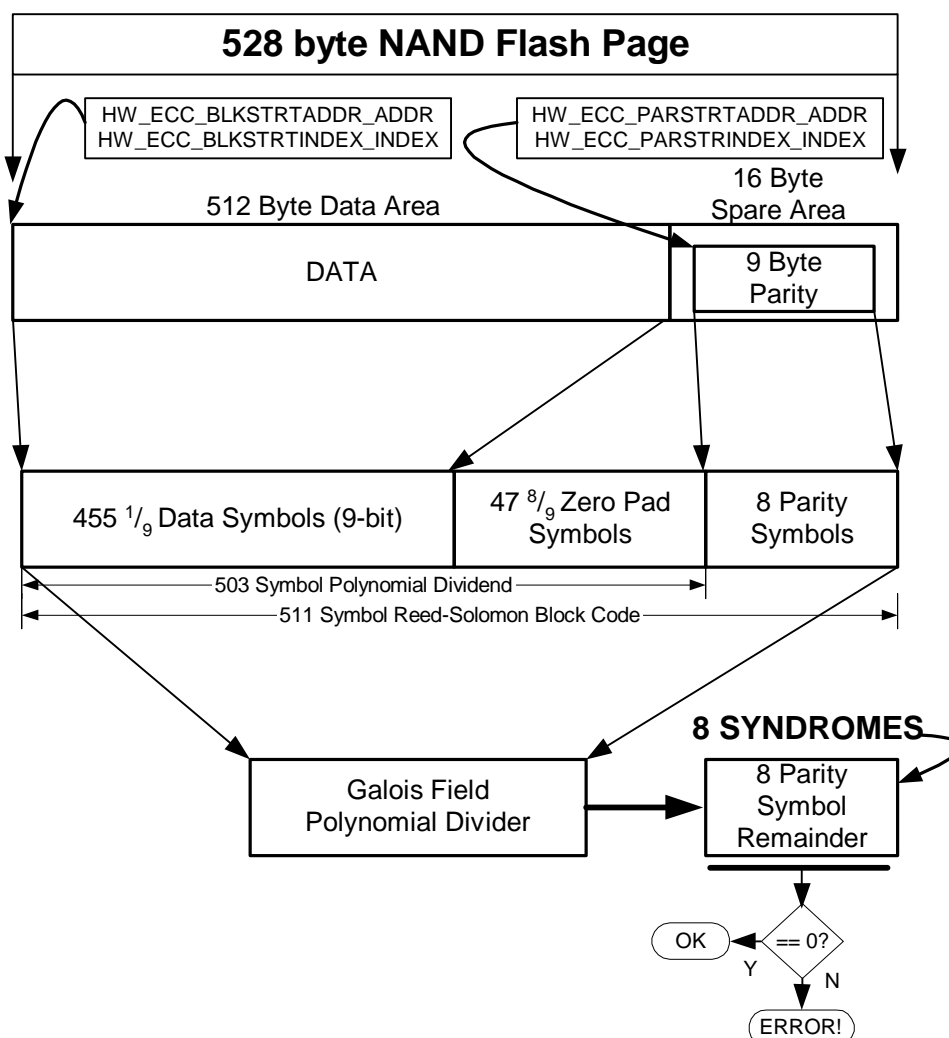 528 byte NAND Flash Page
HW_ECC_BLKSTRTADDR_ADDR
HW_ECC_BLKSTRTINDEX_INDEX
HW_ECC_PARSTRTADDR_ADDR
HW_ECC_PARSTRINDEX_INDEX
512 Byte Data Area
16 Byte
Spare Area
DATA
9 Byte
Parity
455 1/9 Data Symbols (9-bit)
47 8/9 Zero Pad
Symbols
8 Parity
Symbols
503 Symbol Polynomial Dividend
511 Symbol Reed-Solomon Block Code
8 SYNDROMES
Galois Field
Polynomial Divider
8 Parity
Symbol
Remainder
== 0?
OK
Y
N
ERROR!